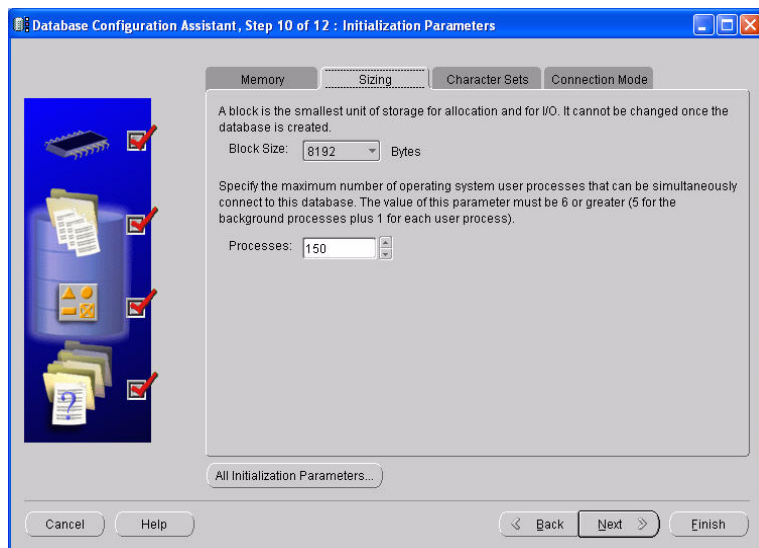 Database Configuration Assistant, Step 10 of 12 : Initialization Parameters
Memory Sizing Character Sets Connection Mode
A block is the smallest unit of storage for allocation and for I/O. It cannot be changed once the
database is created.
Block Size: 8192 Bytes
Specify the maximum number of operating system user processes that can be simultaneously
connect to this database. The value of this parameter must be 6 or greater (5 for the
background processes plus 1 for each user process).
Processes: 150
?
All Initialization Parameters...
Cancel Help Back Next Finish